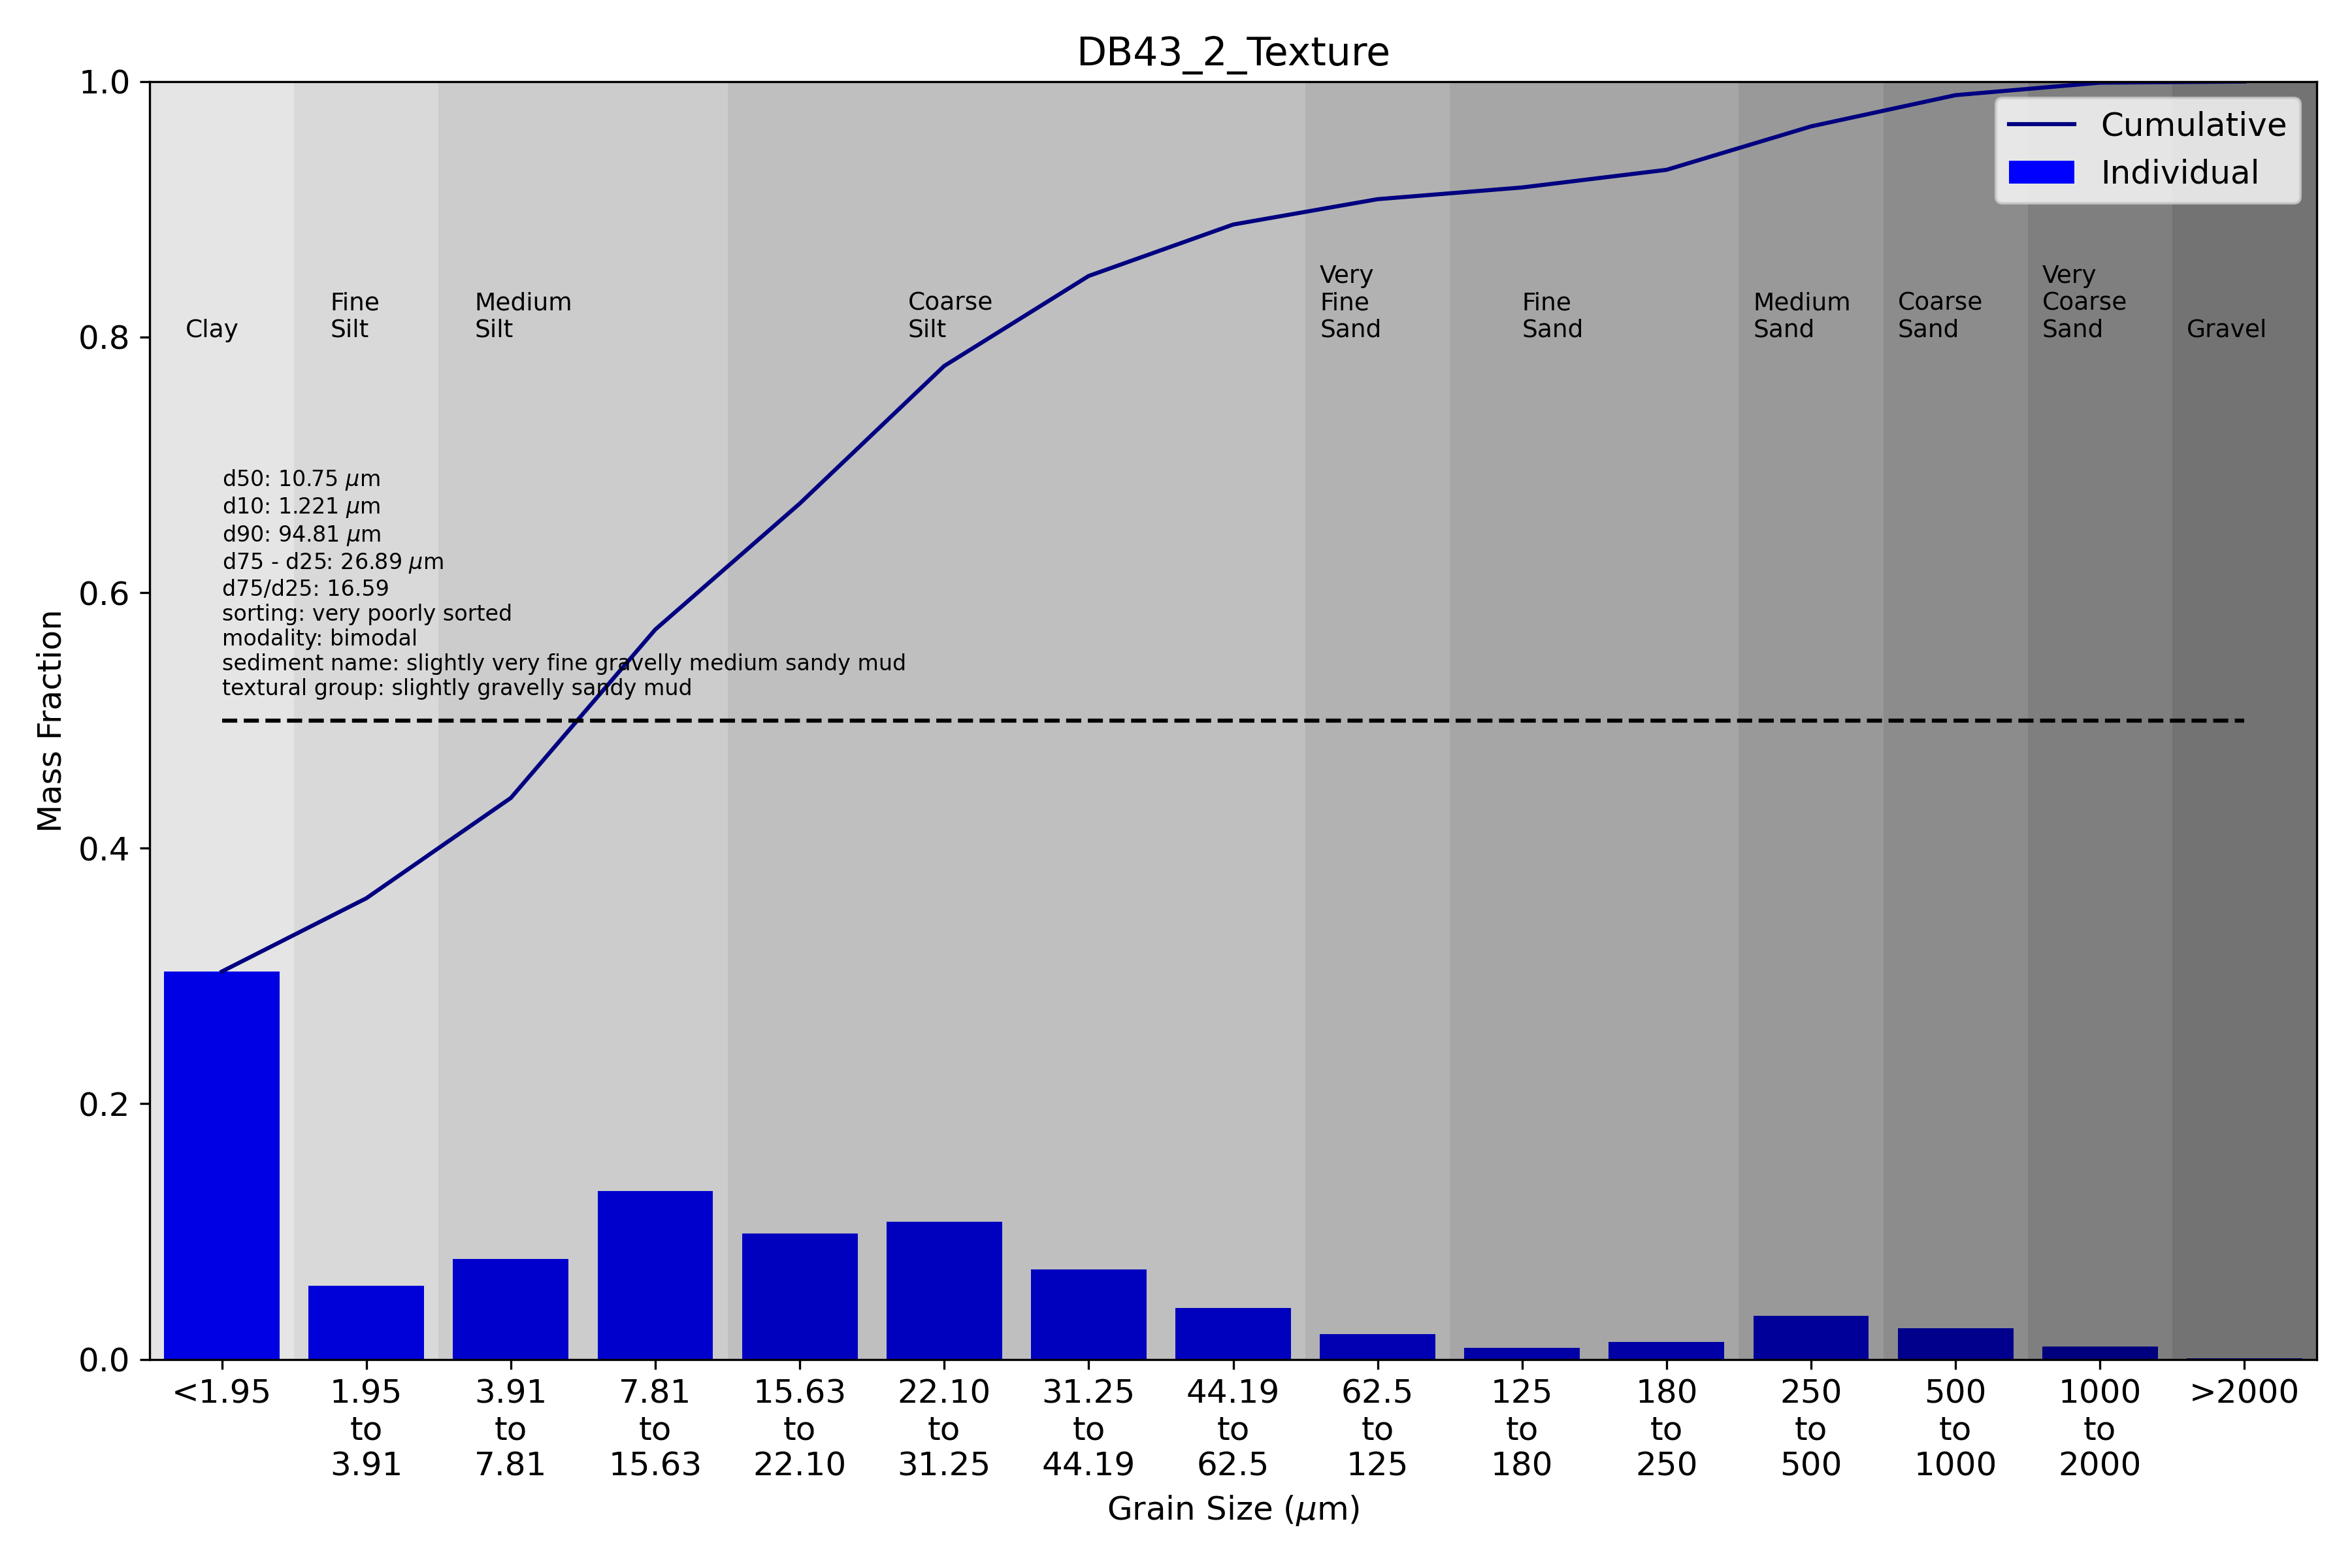 DB43_2_Texture
1.0
0.8
0.6
0.4
0.2
0.0
Mass Fraction
Cumulative
Individual
Clay
Fine
Silt
Medium
Silt
Coarse
Silt
Very
Fine
Sand
Fine
Sand
Medium
Sand
Coarse
Sand
Very
Coarse
Sand
Gravel
d50: 10.75 μm
d10: 1.221 μm
d90: 94.81 μm
d75 - d25: 26.89 μm
d75/d25: 16.59
sorting: very poorly sorted
modality: bimodal
sediment name: slightly very fine gravelly medium sandy mud
textural group: slightly gravelly sandy mud
<1.95
1.95
to
3.91
3.91
to
7.81
7.81
to
15.63
15.63
to
22.10
22.10
to
31.25
31.25
to
44.19
44.19
to
62.5
62.5
to
125
125
to
180
180
to
250
250
to
500
500
to
1000
1000
to
2000
>2000
Grain Size (μm)